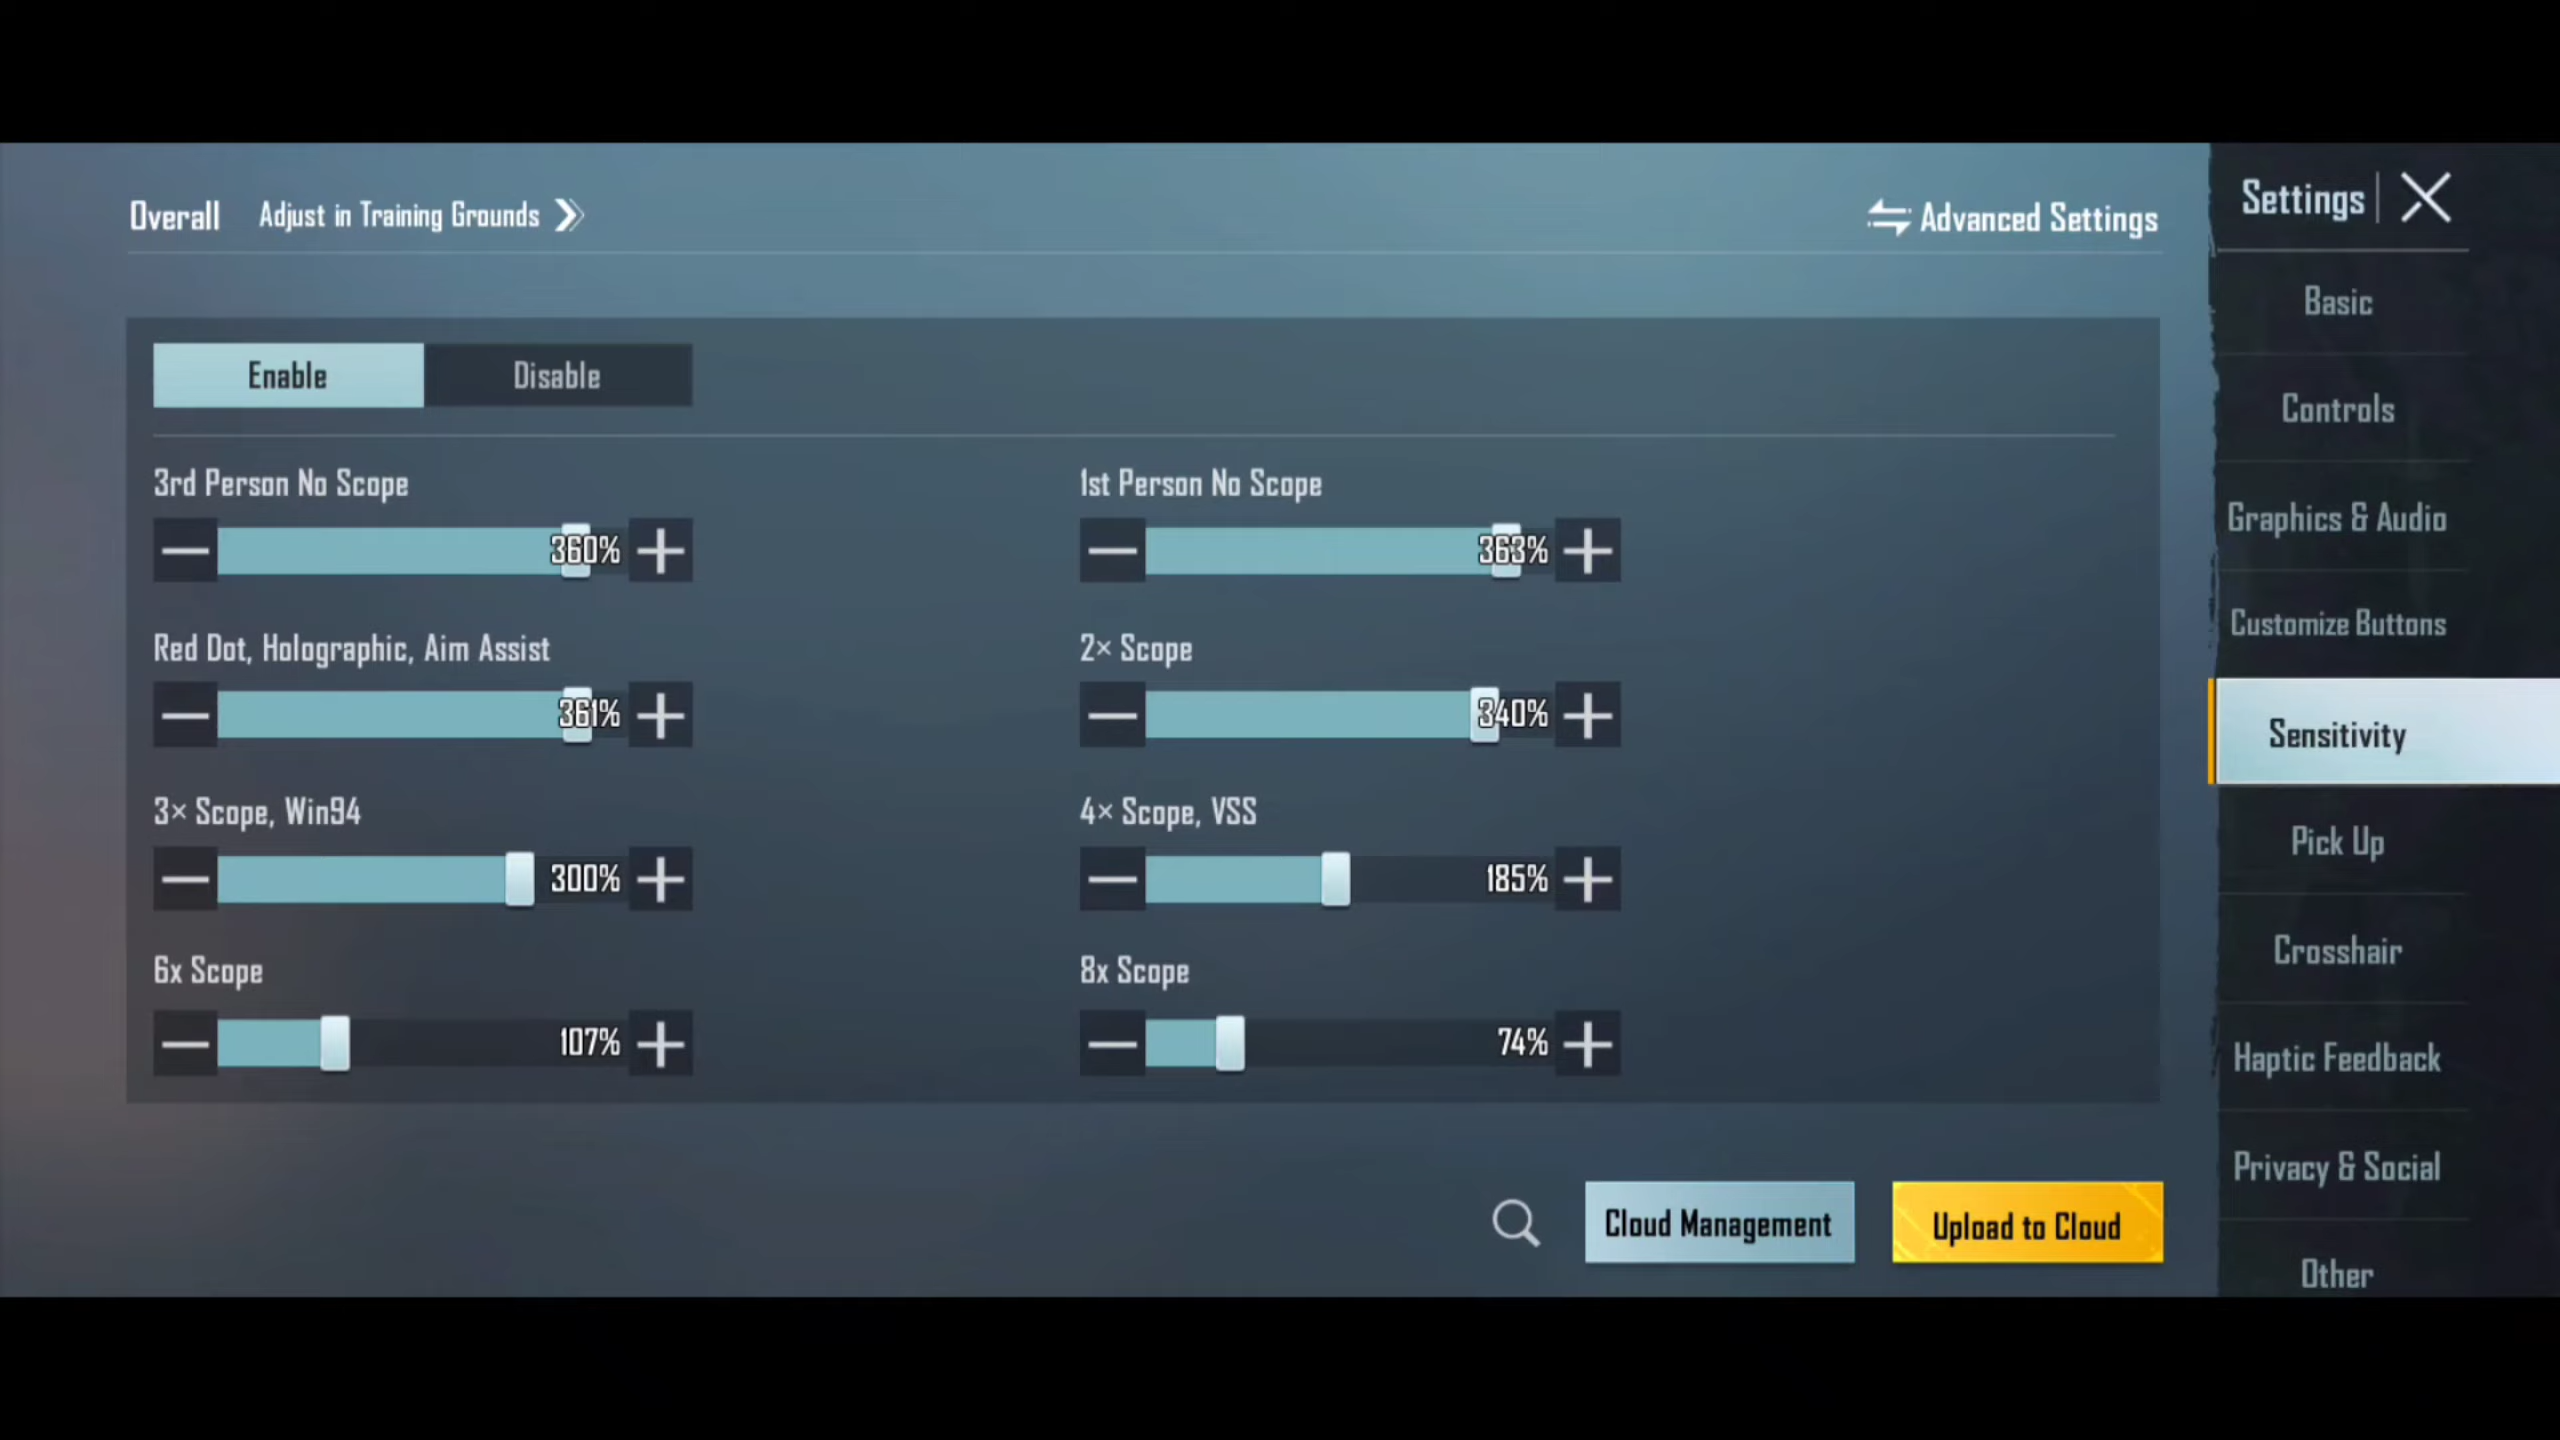 Overall Adjust in Training Grounds Advanced Settings
Enable Disable
3rd Person No Scope 1st Person No Scope
360% 363%
Red Dot, Holographic, Aim Assist 2× Scope
361% 340%
3× Scope, Win94 4× Scope, VSS
300% 185%
6x Scope 8x Scope
107% 74%
Cloud Management Upload to Cloud
Settings
Basic
Controls
Graphics & Audio
Customize Buttons
Sensitivity
Pick Up
Crosshair
Haptic Feedback
Privacy & Social
Other